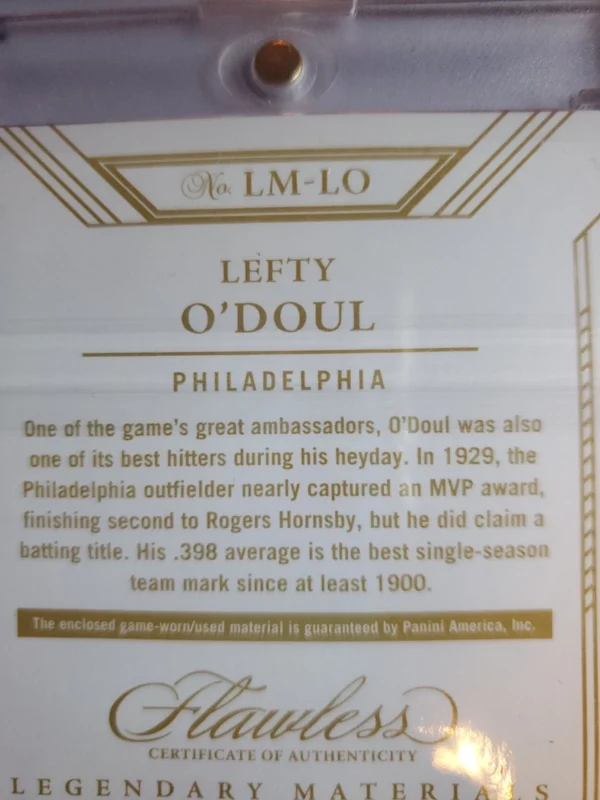 No. LM-LO
LEFTY
O'DOUL
PHILADELPHIA
One of the game's great ambassadors, O'Doul was also
one of its best hitters during his heyday. In 1929, the
Philadelphia outfielder nearly captured an MVP award,
finishing second to Rogers Hornsby, but he did claim a
batting title. His .398 average is the best single-season
team mark since at least 1900.
The enclosed game-worn/used material is guaranteed by Panini America, Inc.
Flawless
CERTIFICATE OF AUTHENTICITY
LEGENDARY MATERIALS